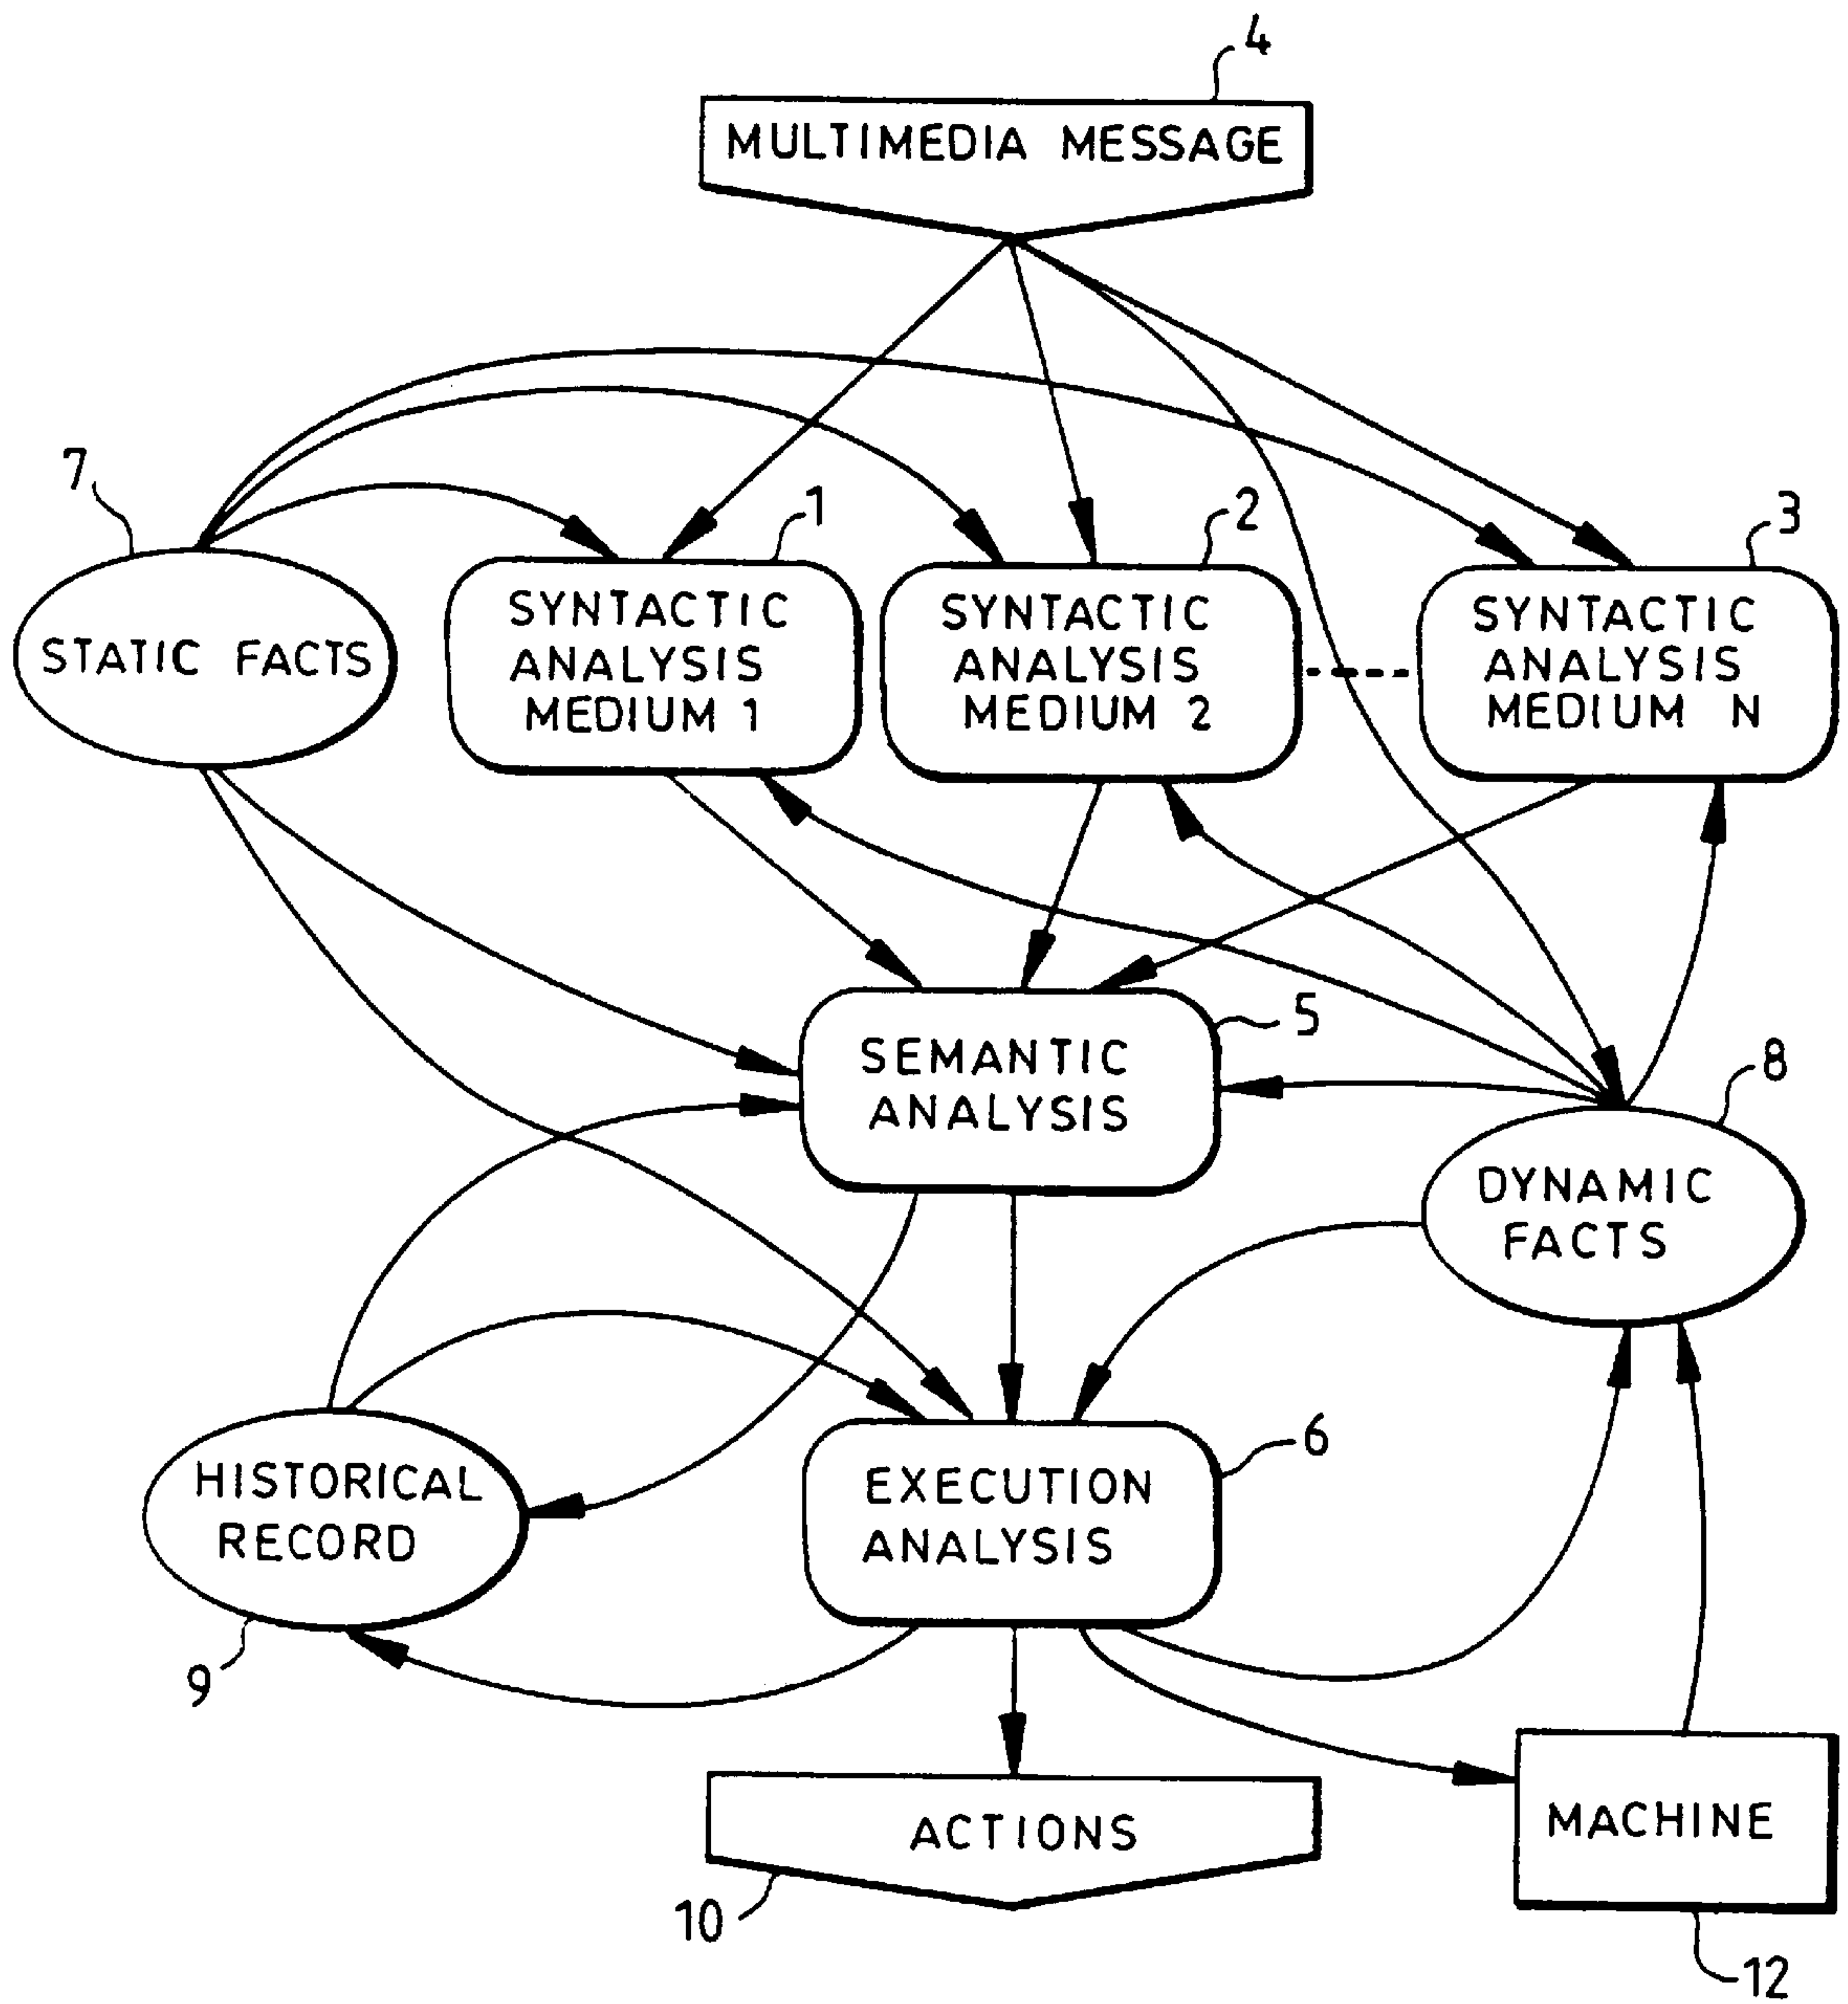 4
MULTIMEDIA MESSAGE
7
1
2
3
STATIC FACTS
SYNTACTIC
ANALYSIS
MEDIUM 1
SYNTACTIC
ANALYSIS
MEDIUM 2
SYNTACTIC
ANALYSIS
MEDIUM N
5
SEMANTIC
ANALYSIS
8
DYNAMIC
FACTS
6
HISTORICAL
RECORD
EXECUTION
ANALYSIS
9
ACTIONS
MACHINE
10
12